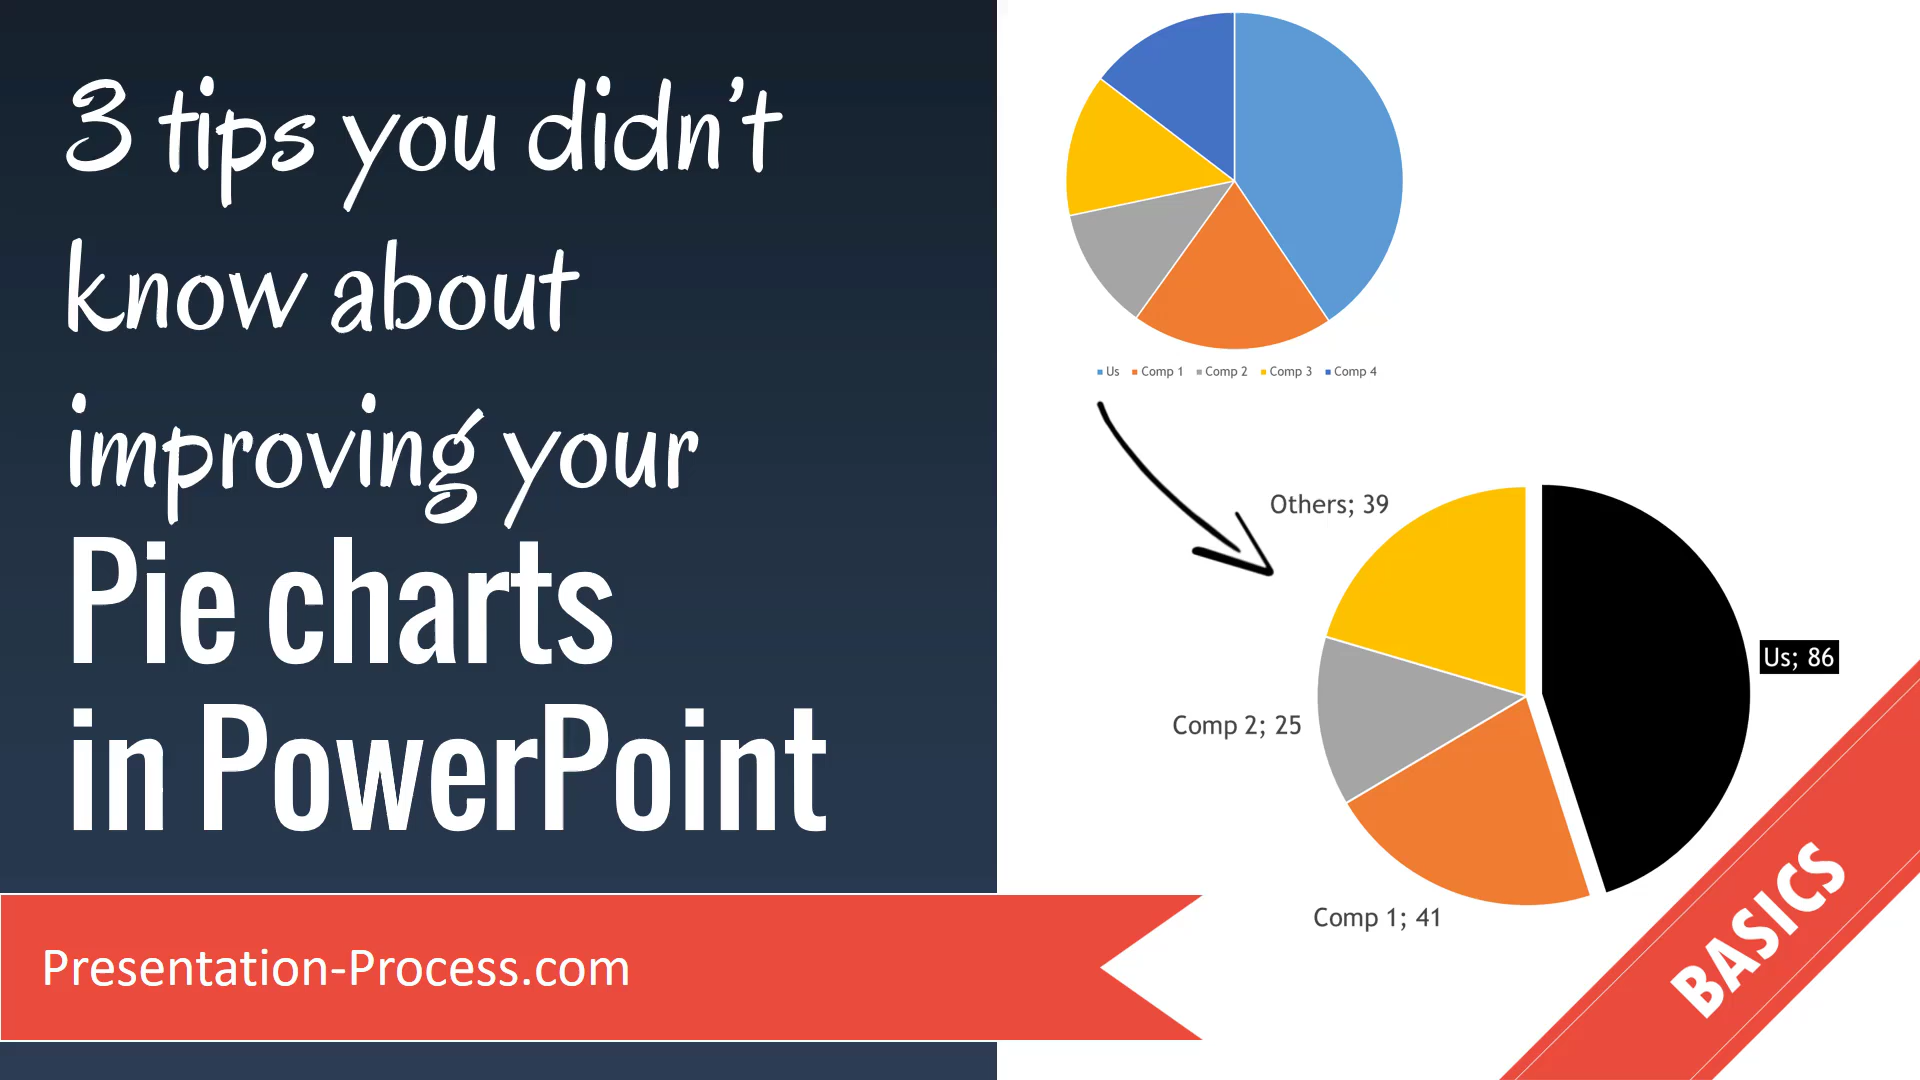 3 tips you didn't
know about
improving your
Pie charts
in PowerPoint
Presentation-Process.com
Us Comp 1 Comp 2 Comp 3 Comp 4
Others; 39
Us; 86
Comp 2; 25
Comp 1; 41
BASICS